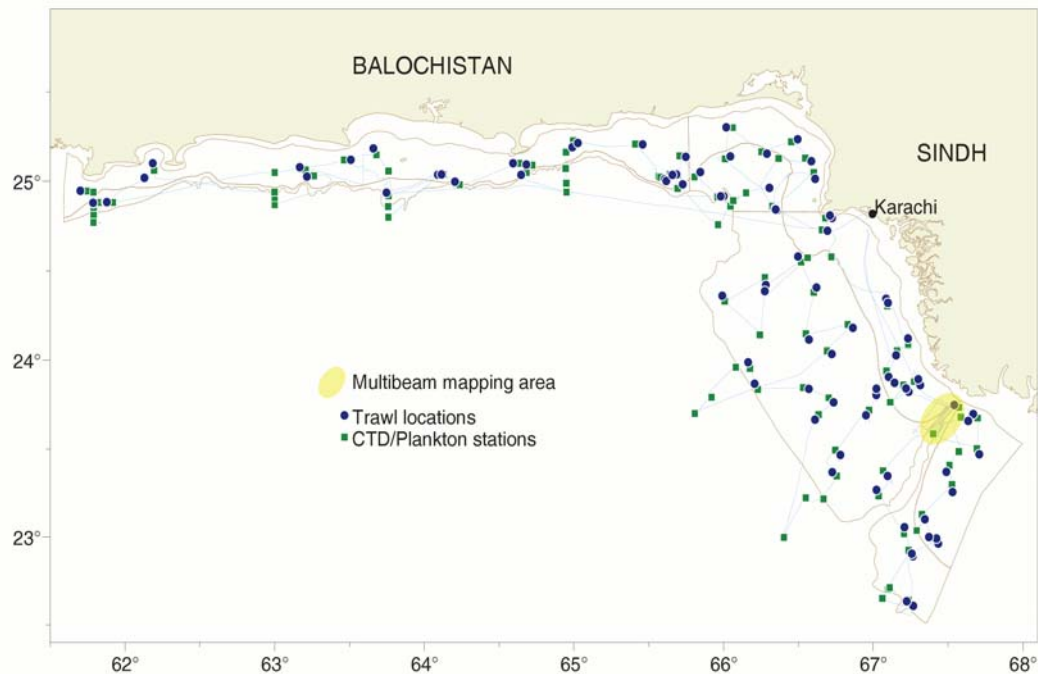 BALOCHISTAN
SINDH
25°
Karachi
24°
Multibeam mapping area
Trawl locations
CTD/Plankton stations
23°
62°
63°
64°
65°
66°
67°
68°